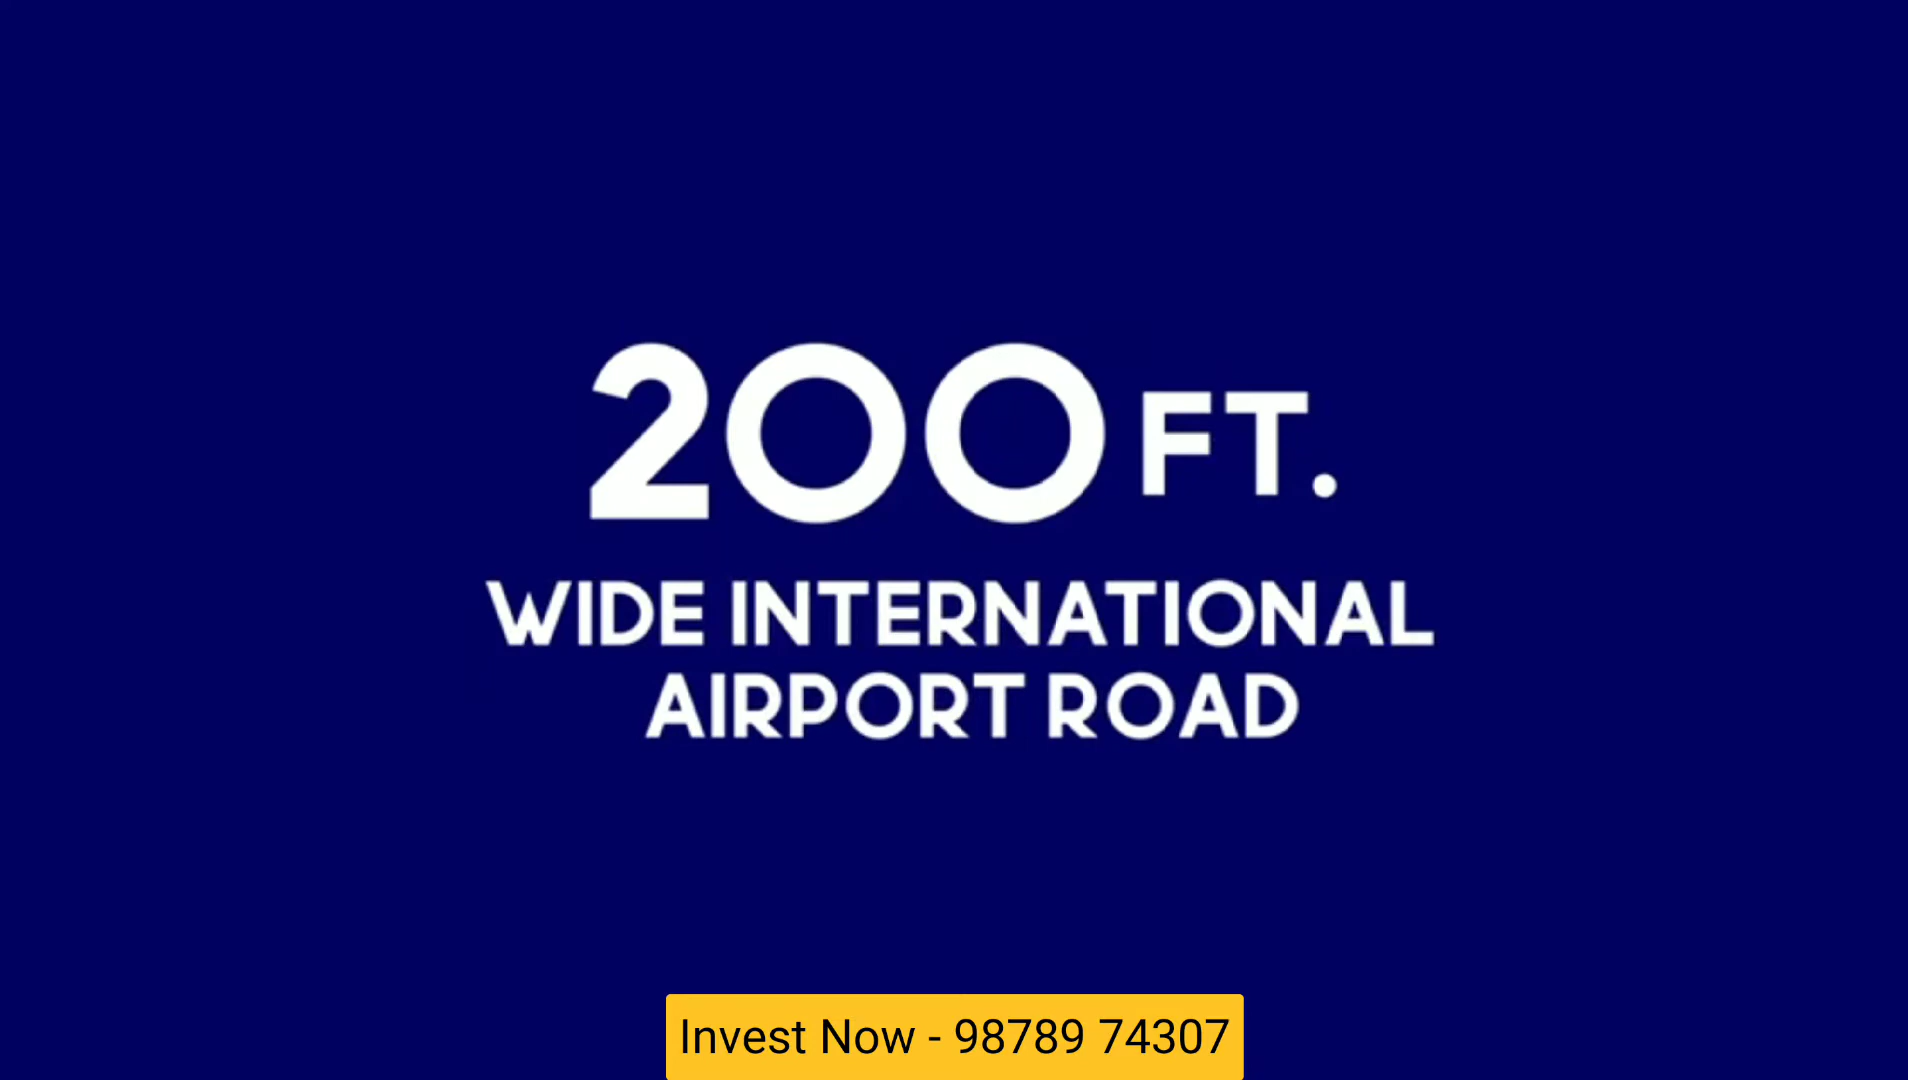 200 FT.
WIDE INTERNATIONAL
AIRPORT ROAD
Invest Now - 98789 74307